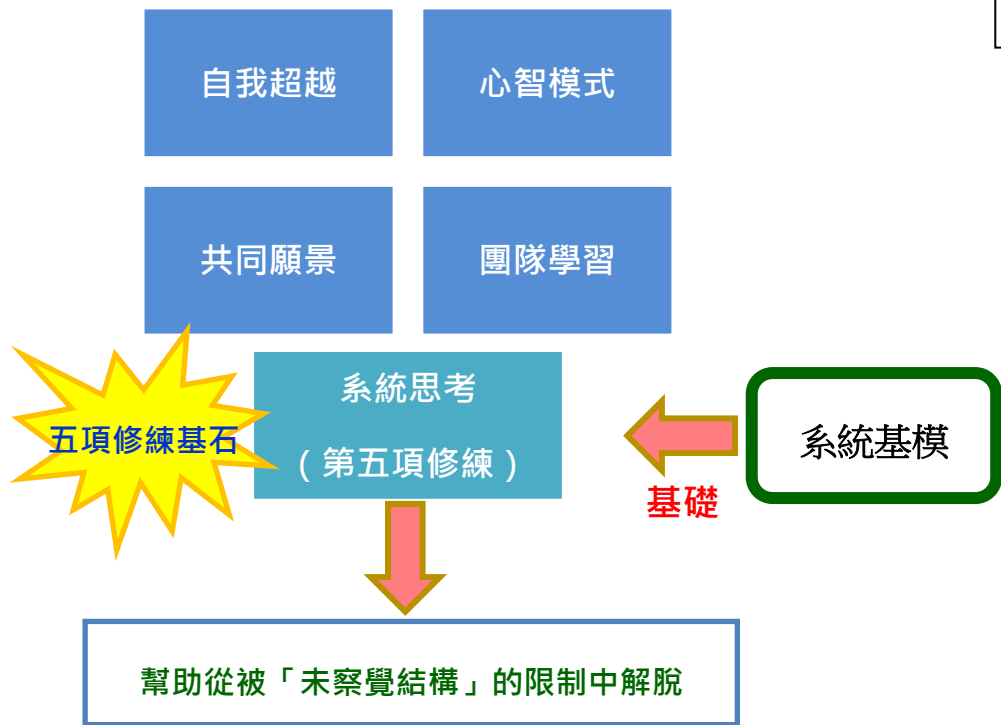 自我超越
心智模式
共同願景
團隊學習
五項修練基石
系統思考
(第五項修練)
系統基模
基礎
幫助從被「未察覺結構」的限制中解脫